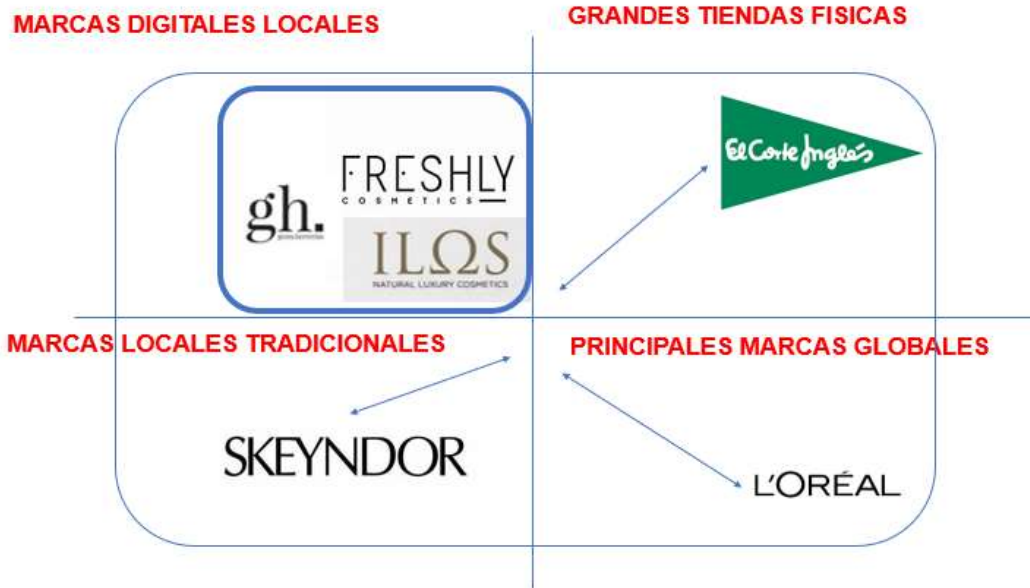 MARCAS DIGITALES LOCALES
GRANDES TIENDAS FISICAS
FRESHLY
COSMETICS
gh.
ILΩS
NATURAL LUXURY COSMETICS
El Corte Inglés
MARCAS LOCALES TRADICIONALES
PRINCIPALES MARCAS GLOBALES
SKEYNDOR
L'ORÉAL